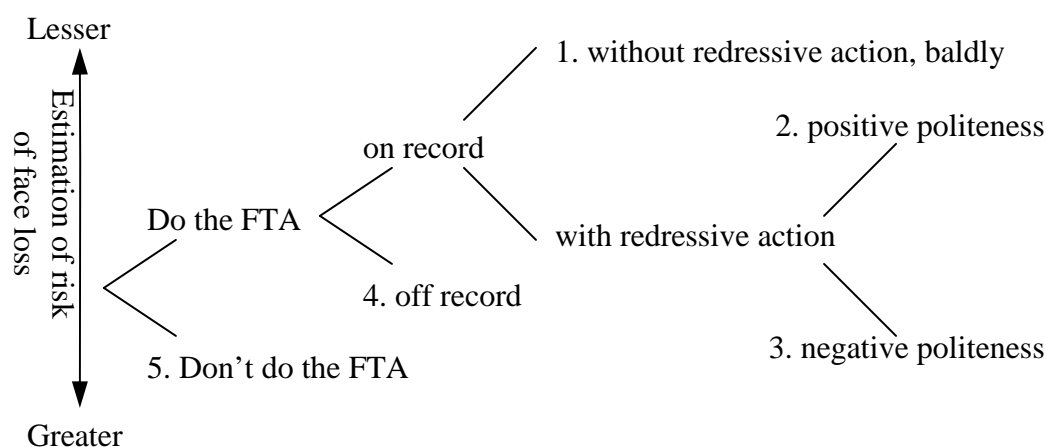 Lesser
Estimation of risk
of face loss
1. without redressive action, baldly
2. positive politeness
on record
Do the FTA
with redressive action
4. off record
3. negative politeness
5. Don't do the FTA
Greater